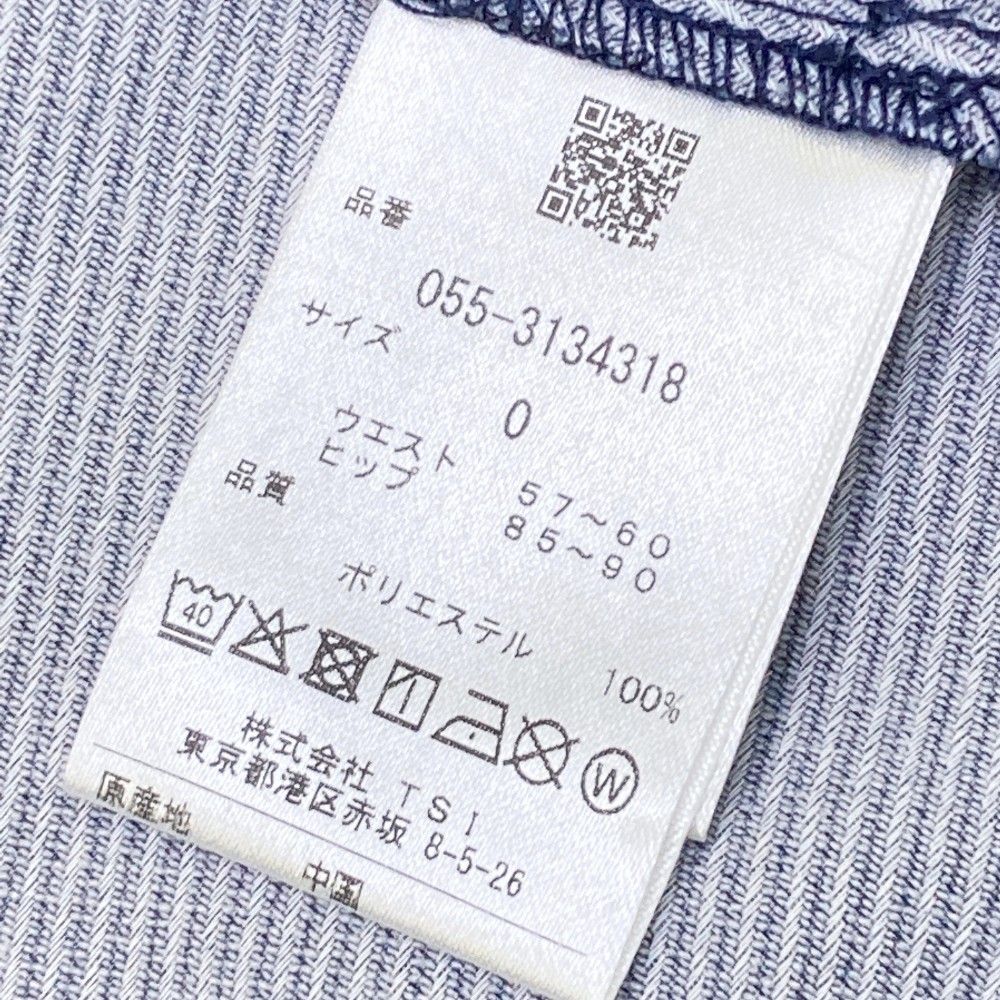 品番
055-3134318
サイズ
0
ウエスト 57~60
ヒップ 85~90
品質
ポリエステル 100%
40
W
株式会社 TSI
東京都港区赤坂 8-5-26
原産地
中国